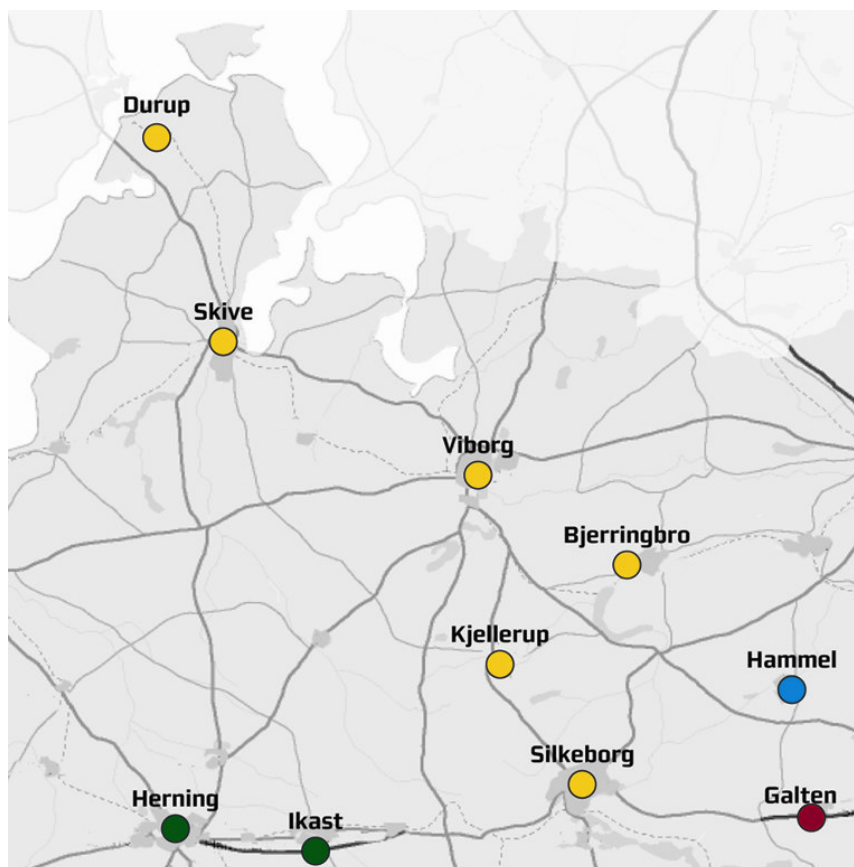 Durup
Skive
Viborg
Bjerringbro
Kjellerup
Hammel
Silkeborg
Herning
Galten
Ikast